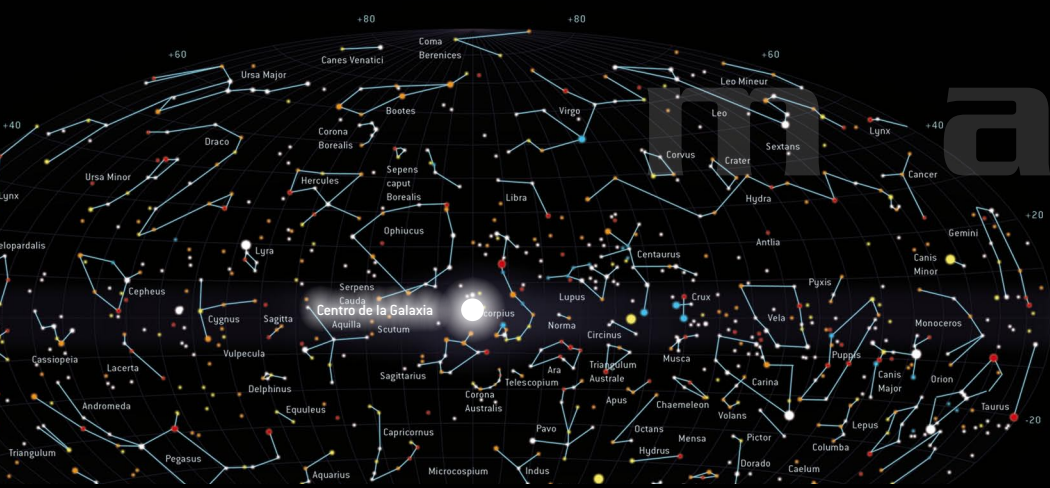 +80
+80
Coma
Berenices
+60
Canes Venatici
+60
Ursa Major
Leo Mineur
m a
Bootes
Virgo
Leo
+40
Corona
Borealis
Draco
Lynx
+40
Sextans
Corvus
Crater
Sepens
caput
Borealis
Ursa Minor
Hercules
Cancer
Lynx
Libra
Hydra
+20
Ophiucus
Gemini
Antlia
elopardalis
Lyra
Centaurus
Canis
Minor
Cepheus
Serpens
Cauda
Pyxis
Lupus
Crux
Centro de la Galaxia
corpius
Cygnus
Sagitta
Aquilla
Scutum
Norma
Vela
Monoceros
Circinus
Cassiopeia
Vulpecula
Musca
Puppis
Lacerta
Sagittarius
Ara
Triangulum
Australe
Telescopium
Carina
Canis
Major
Orion
Delphinus
Corona
Australis
Apus
Chaemeleon
Volans
Taurus
Andromeda
Equuleus
-20
Lepus
Pavo
Octans
Capricornus
Mensa
Pictor
Columba
Triangulum
Pegasus
Hydrus
Dorado
Caelum
Aquarius
Microcospium
Indus